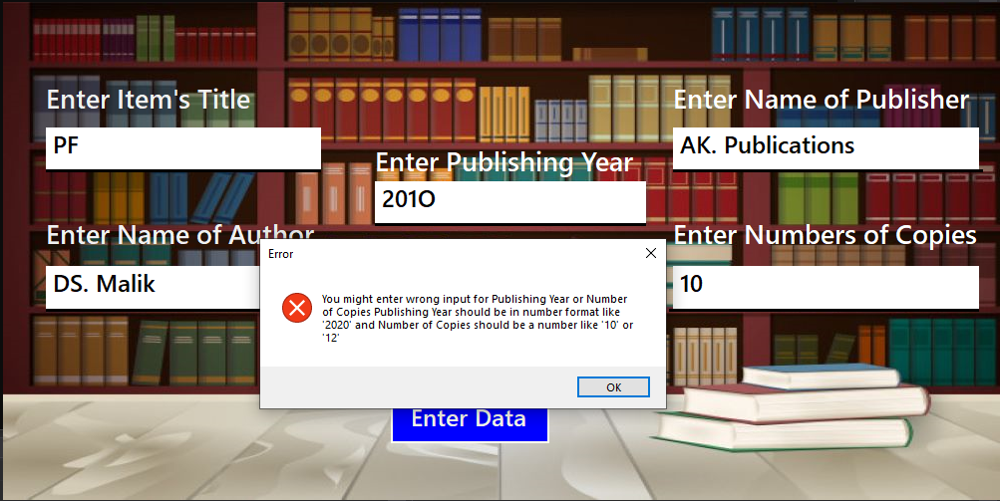 Enter Item's Title
PF
Enter Name of Publisher
AK. Publications
Enter Publishing Year
201O
Enter Name of Author
DS. Malik
Enter Numbers of Copies
10
Error
You might enter wrong input for Publishing Year or Number
of Copies Publishing Year should be in number format like
'2020' and Number of Copies should be a number like '10' or
'12'
OK
Enter Data